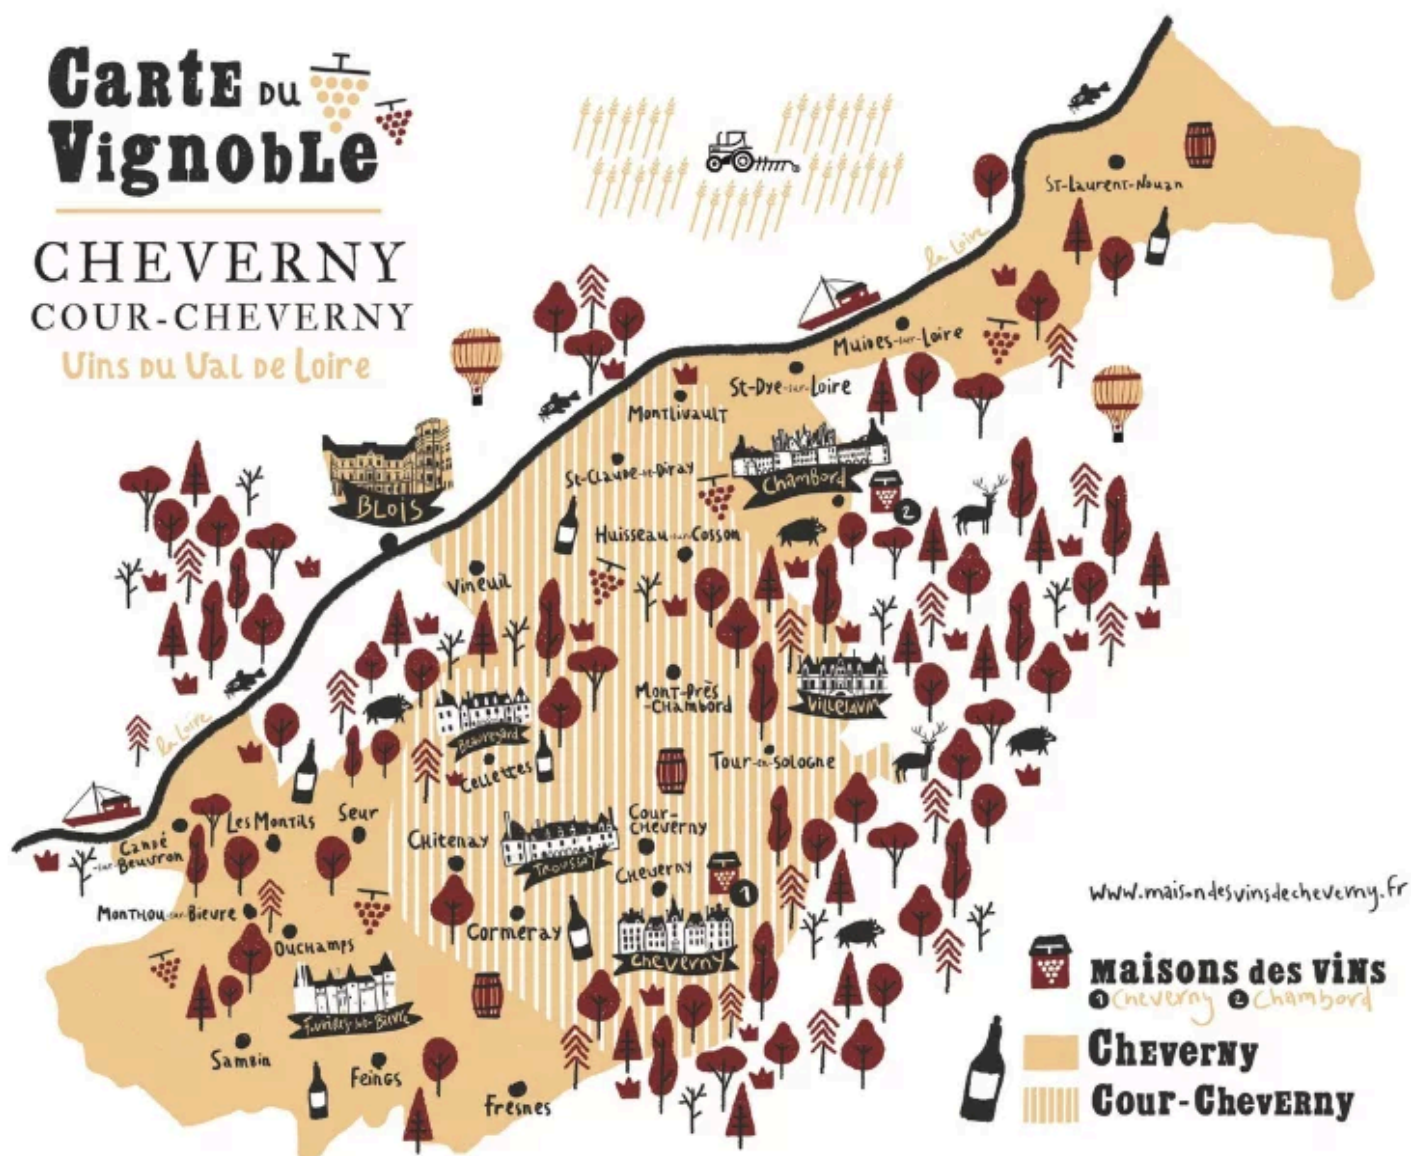 Carte du
Vignoble
CHEVERNY
COUR-CHEVERNY
Vins du Val de Loire
St-Laurent-Nouan
la Loire
Muides-sur-Loire
St-Dye-sur-Loire
Montlivault
St-Claude-de-Diray
Chambord
2
BLOIS
Huisseau-sur-Cosson
Vineuil
Mont-Près
-Chambord
Villesavin
Beauregard
Cellettes
Tour-en-Sologne
la Loire
Candé
-sur-
Beuvron
Les Montils
Seur
Chitenay
Troussay
Cour-
Cheverny
Cheverny
1
Monthou-sur-Bievre
Ouchamps
Cormeray
Cheverny
Fougères-sur-Bièvre
Sambin
Feings
Fresnes
www.maisondesvinsdecheverny.fr
Maisons des Vins
1 Cheverny 2 Chambord
Cheverny
Cour-Cheverny